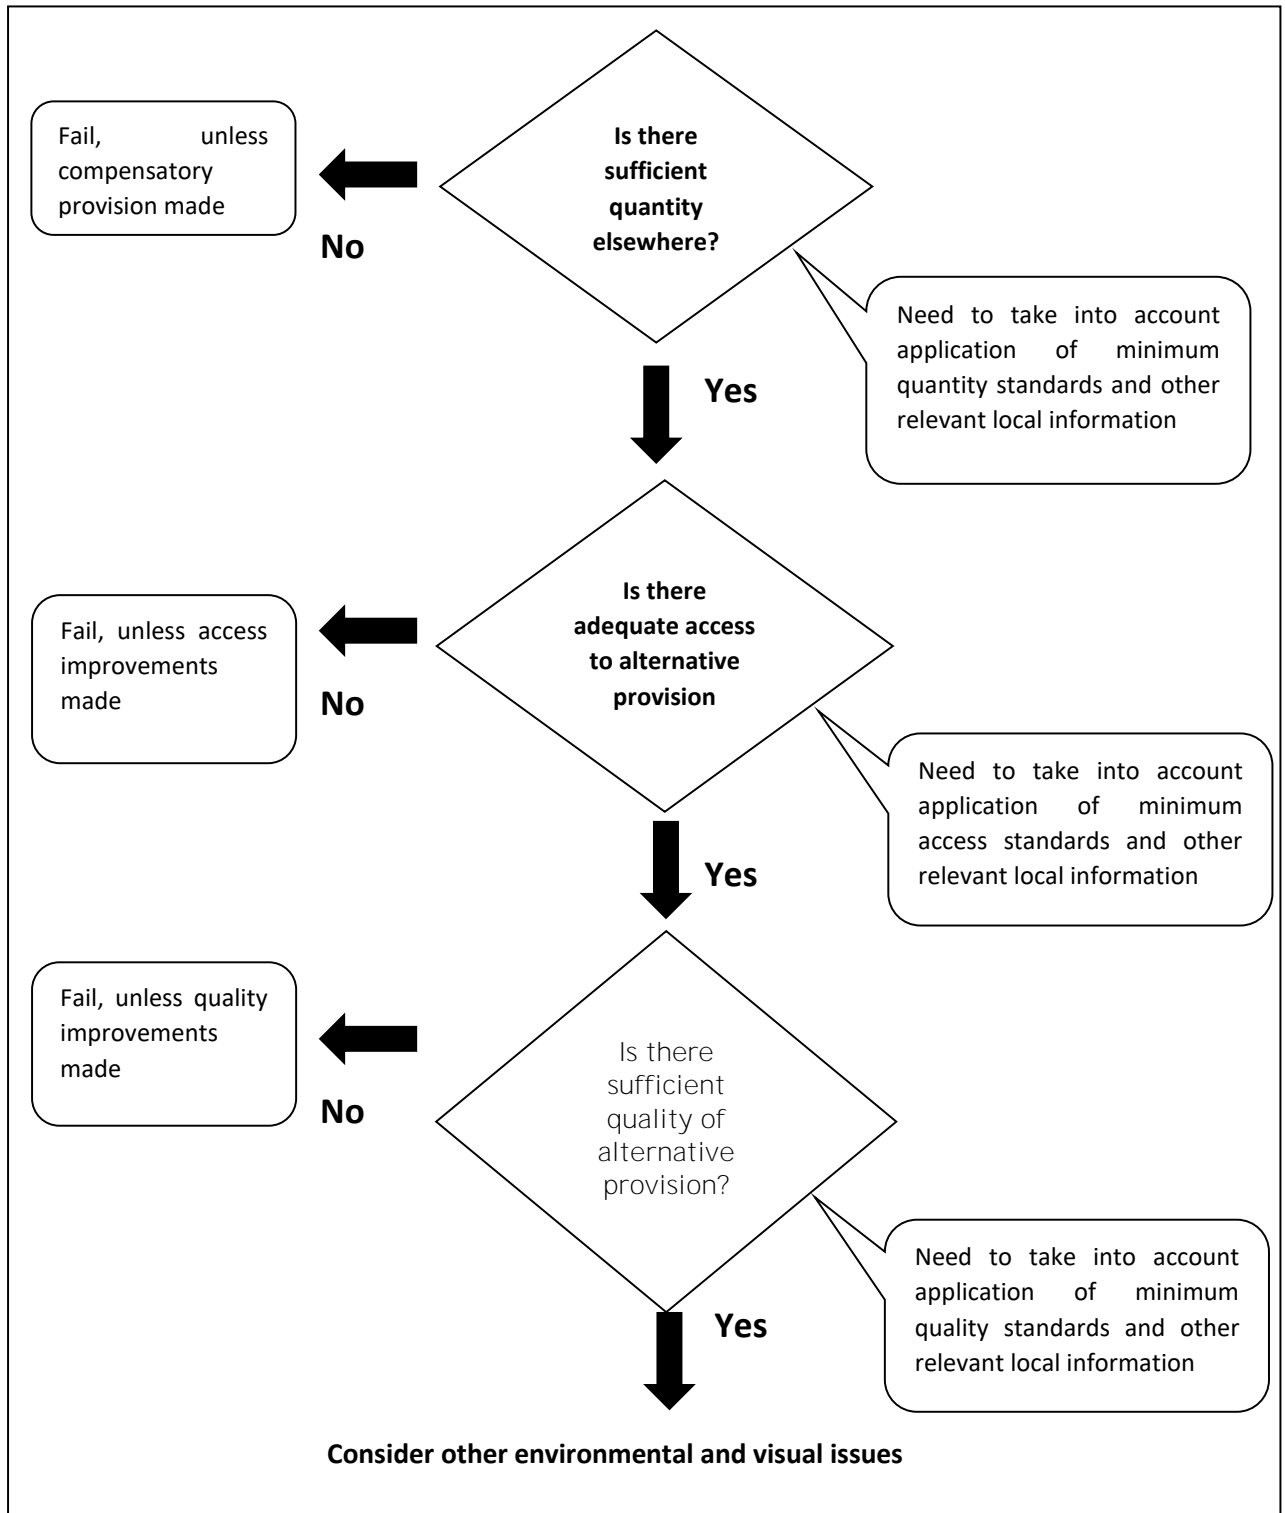 Is there
sufficient
quantity
elsewhere?
Fail, unless
compensatory
provision made
No
Need to take into account
application of minimum
quantity standards and other
relevant local information
Yes
Is there
adequate access
to alternative
provision
Fail, unless access
improvements
made
No
Need to take into account
application of minimum
access standards and other
relevant local information
Yes
Is there
sufficient
quality of
alternative
provision?
Fail, unless quality
improvements
made
No
Need to take into account
application of minimum
quality standards and other
relevant local information
Yes
Consider other environmental and visual issues